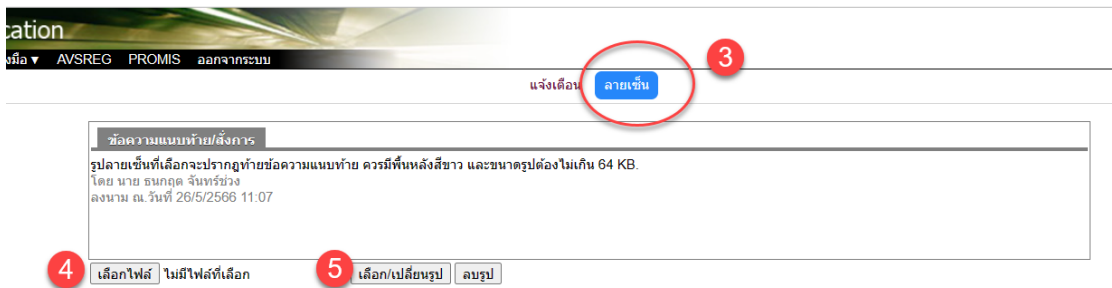 cation
งมือ ▼ AVSREG PROMIS ออกจากระบบ
3
แจ้งเตือน ลายเซ็น
ข้อความแนบท้าย/สั่งการ
รูปลายเซ็นที่เลือกจะปรากฏท้ายข้อความแนบท้าย ควรมีพื้นหลังสีขาว และขนาดรูปต้องไม่เกิน 64 KB.
โดย นาย ธนกฤต จันทร์ช่วง
ลงนาม ณ.วันที่ 26/5/2566 11:07
4 เลือกไฟล์ ไม่มีไฟล์ที่เลือก 5 เลือก/เปลี่ยนรูป ลบรูป